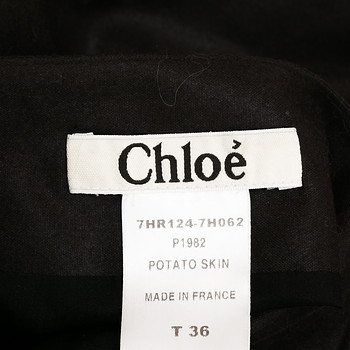 Chloé
7HR124-7H062
P1982
POTATO SKIN
MADE IN FRANCE
T 36